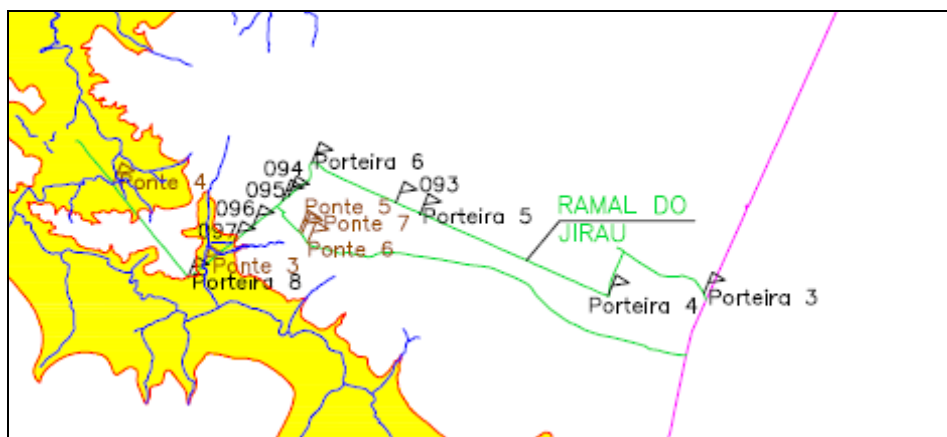 094
Porteira 6
095
093
Ponte 4
096
Ponte 5
Porteira 5
RAMAL DO
JIRAU
097
Ponte 7
Ponte 6
Ponte 3
Porteira 8
Porteira 4
Porteira 3